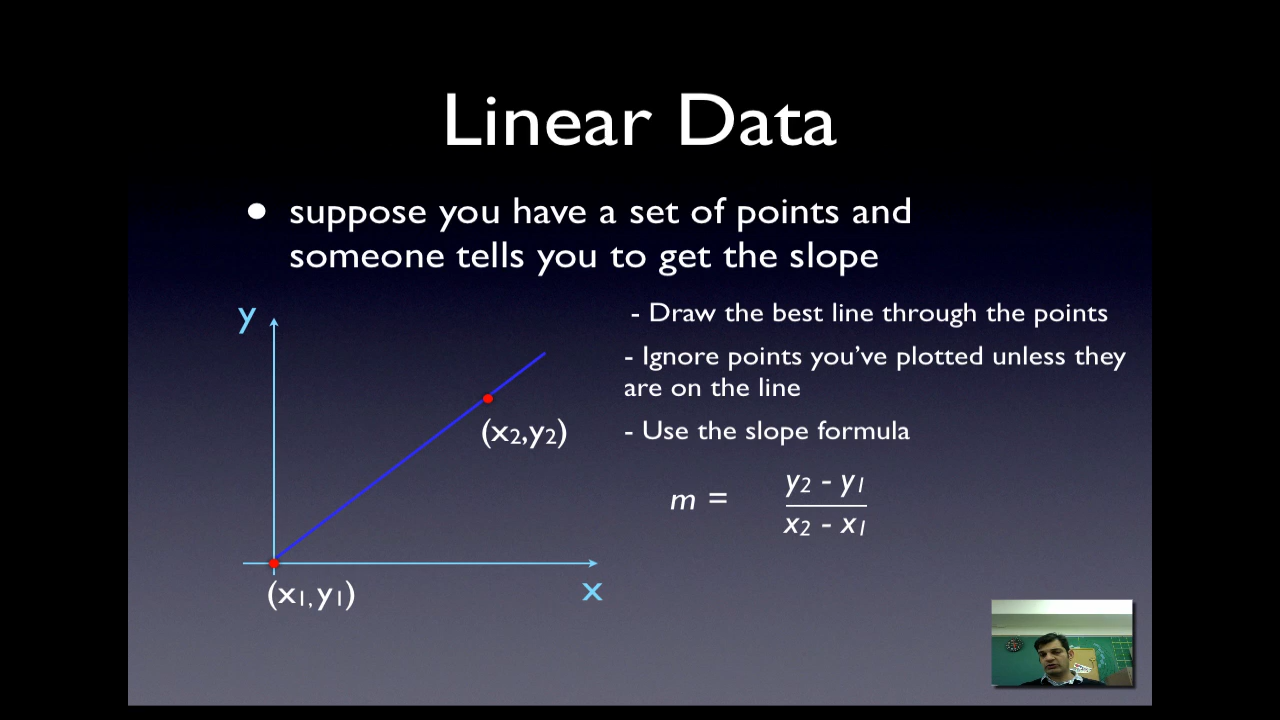 Linear Data
• suppose you have a set of points and
someone tells you to get the slope
y
- Draw the best line through the points
- Ignore points you’ve plotted unless they
are on the line
(x2,y2)
- Use the slope formula
m = y2 - y1
x2 - x1
(x1,y1)
x